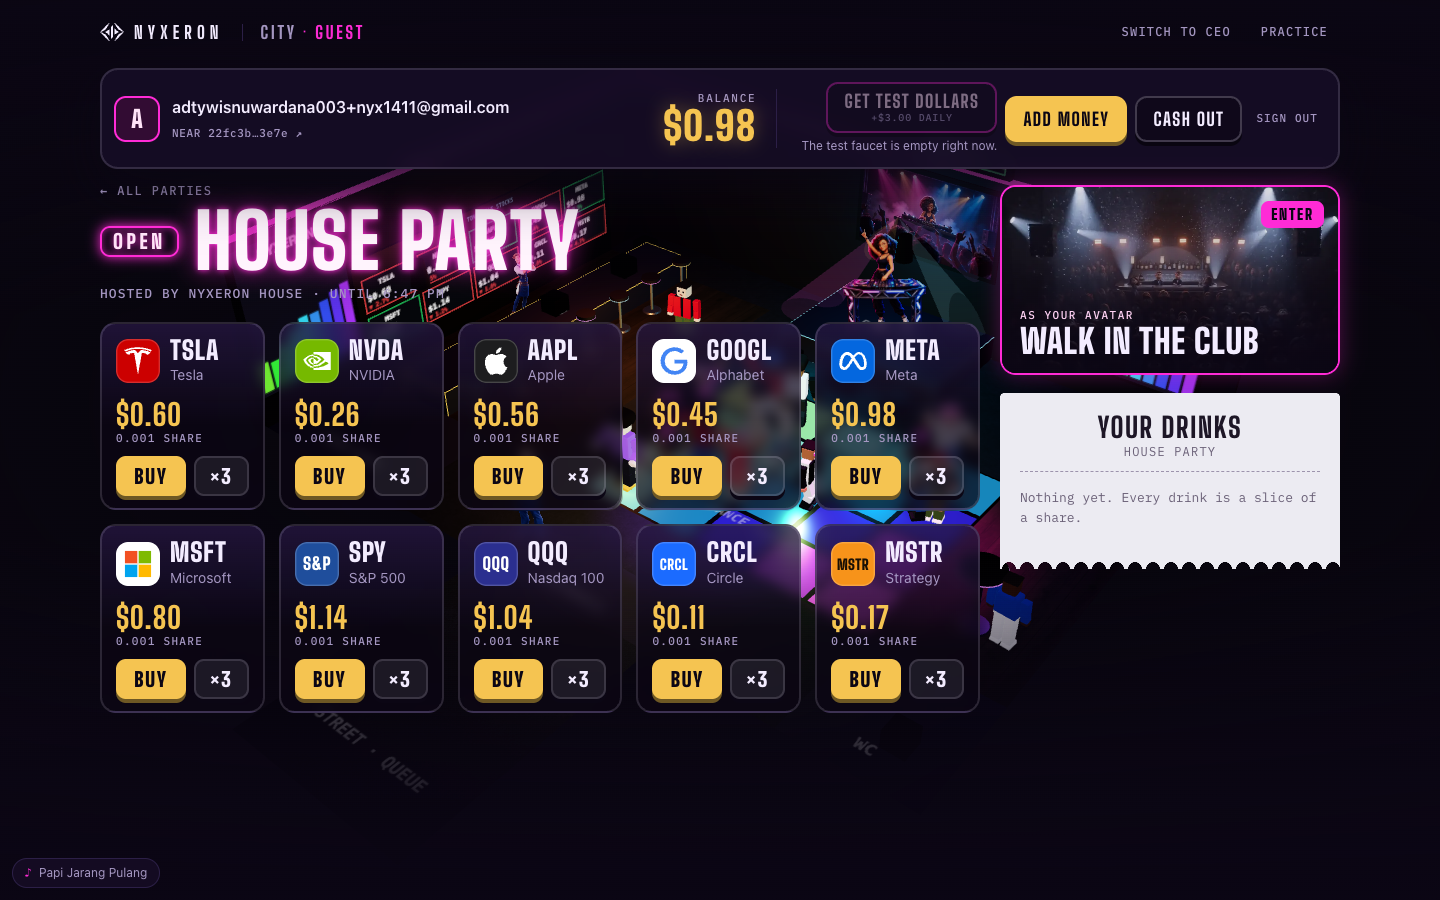 NYXERON
CITY · GUEST
SWITCH TO CEO
PRACTICE
A
adtywisnuwardana003+nyx1411@gmail.com
NEAR 22fc3b…3e7e ↗
BALANCE
$0.98
GET TEST DOLLARS
+$3.00 DAILY
The test faucet is empty right now.
ADD MONEY
CASH OUT
SIGN OUT
← ALL PARTIES
OPEN
HOUSE PARTY
HOSTED BY NYXERON HOUSE · UNTIL
ENTER
AS YOUR AVATAR
WALK IN THE CLUB
TSLA
Tesla
$0.60
0.001 SHARE
BUY
×3
NVDA
NVIDIA
$0.26
0.001 SHARE
BUY
×3
AAPL
Apple
$0.56
0.001 SHARE
BUY
×3
GOOGL
Alphabet
$0.45
0.001 SHARE
BUY
×3
META
Meta
$0.98
0.001 SHARE
BUY
×3
MSFT
Microsoft
$0.80
0.001 SHARE
BUY
×3
S&P
SPY
S&P 500
$1.14
0.001 SHARE
BUY
×3
QQQ
QQQ
Nasdaq 100
$1.04
0.001 SHARE
BUY
×3
CRCL
CRCL
Circle
$0.11
0.001 SHARE
BUY
×3
MSTR
MSTR
Strategy
$0.17
0.001 SHARE
BUY
×3
YOUR DRINKS
HOUSE PARTY
Nothing yet. Every drink is a slice of
a share.
STREET · QUEUE
WC
♪ Papi Jarang Pulang